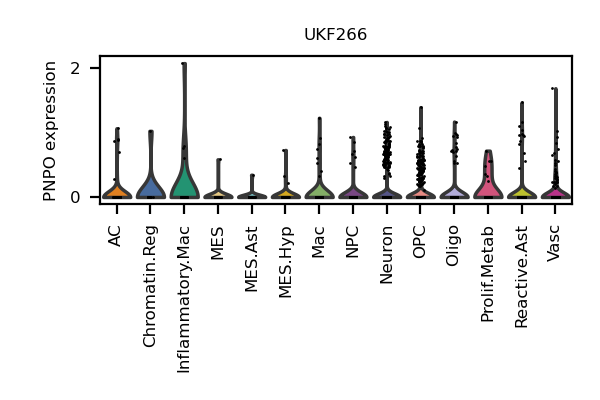 UKF266
PNPO expression
2
0
AC
Chromatin.Reg
Inflammatory.Mac
MES
MES.Ast
MES.Hyp
Mac
NPC
Neuron
OPC
Oligo
Prolif.Metab
Reactive.Ast
Vasc